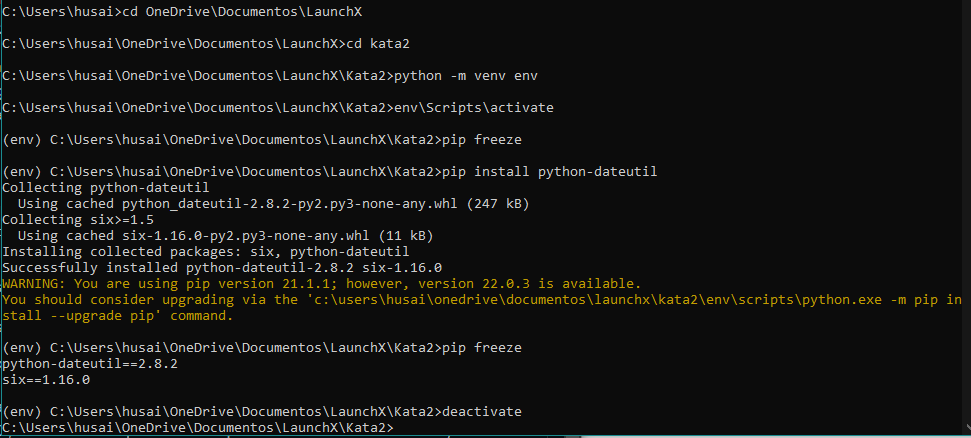 C:\Users\husai>cd OneDrive\Documentos\LaunchX
C:\Users\husai\OneDrive\Documentos\LaunchX>cd kata2
C:\Users\husai\OneDrive\Documentos\LaunchX\Kata2>python -m venv env
C:\Users\husai\OneDrive\Documentos\LaunchX\Kata2>env\Scripts\activate
(env) C:\Users\husai\OneDrive\Documentos\LaunchX\Kata2>pip freeze
(env) C:\Users\husai\OneDrive\Documentos\LaunchX\Kata2>pip install python-dateutil
Collecting python-dateutil
  Using cached python_dateutil-2.8.2-py2.py3-none-any.whl (247 kB)
Collecting six>=1.5
  Using cached six-1.16.0-py2.py3-none-any.whl (11 kB)
Installing collected packages: six, python-dateutil
Successfully installed python-dateutil-2.8.2 six-1.16.0
WARNING: You are using pip version 21.1.1; however, version 22.0.3 is available.
You should consider upgrading via the 'c:\users\husai\onedrive\documentos\launchx\kata2\env\scripts\python.exe -m pip in
stall --upgrade pip' command.
(env) C:\Users\husai\OneDrive\Documentos\LaunchX\Kata2>pip freeze
python-dateutil==2.8.2
six==1.16.0
(env) C:\Users\husai\OneDrive\Documentos\LaunchX\Kata2>deactivate
C:\Users\husai\OneDrive\Documentos\LaunchX\Kata2>